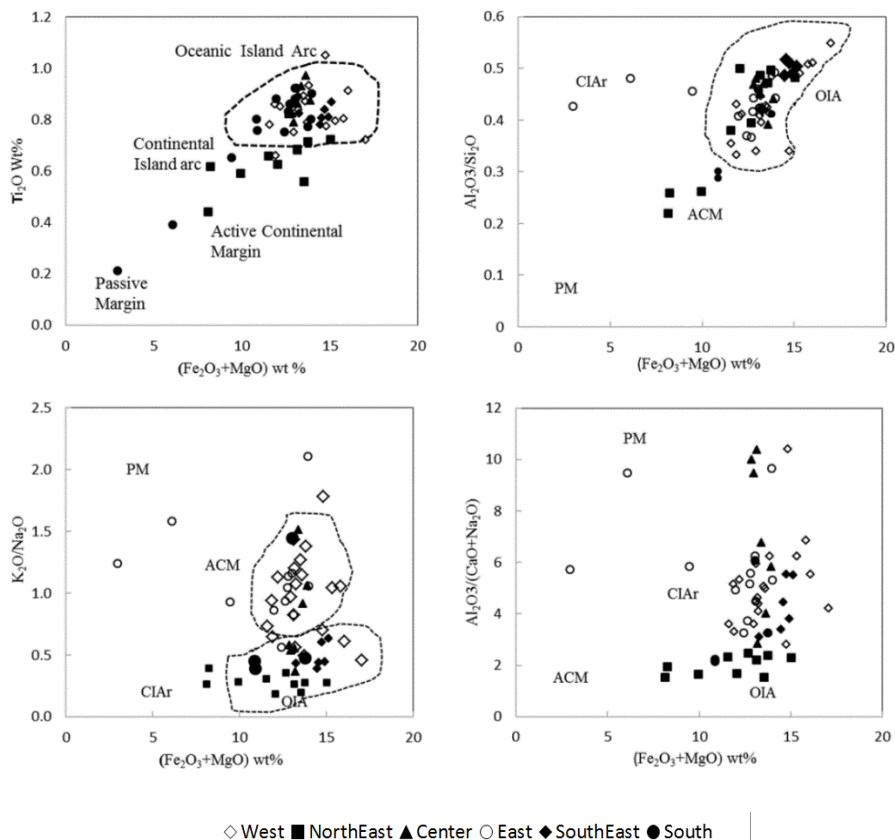 1.2
1.0
0.8
0.6
0.4
0.2
0.0
Ti₂O Wt%
Oceanic Island Arc
Continental
Island arc
Active Continental
Margin
Passive
Margin
0 5 10 15 20
(Fe₂O₃+MgO) wt %
0.6
0.5
0.4
0.3
0.2
0.1
0
Al₂O3/Si₂O
CIAr
OIA
ACM
PM
0 5 10 15 20
(Fe₂O₃+MgO) wt%
2.5
2.0
1.5
1.0
0.5
0.0
K₂O/Na₂O
PM
ACM
CIAr
OIA
0 5 10 15 20
(Fe₂O₃+MgO) wt%
12
10
8
6
4
2
0
Al₂O3/(CaO+Na₂O)
PM
CIAr
ACM
OIA
0 5 10 15 20
(Fe₂O₃+MgO) wt%
West NorthEast Center East SouthEast South